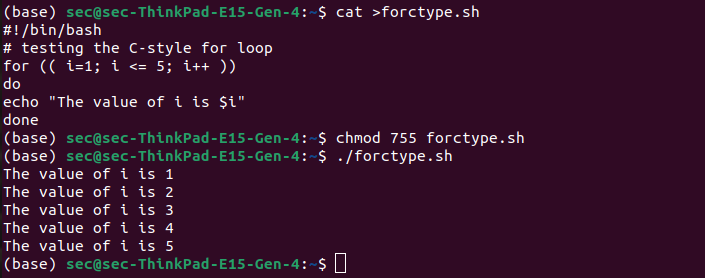 (base) sec@sec-ThinkPad-E15-Gen-4:~$ cat >forctype.sh
#!/bin/bash
# testing the C-style for loop
for (( i=1; i <= 5; i++ ))
do
echo "The value of i is $i"
done
(base) sec@sec-ThinkPad-E15-Gen-4:~$ chmod 755 forctype.sh
(base) sec@sec-ThinkPad-E15-Gen-4:~$ ./forctype.sh
The value of i is 1
The value of i is 2
The value of i is 3
The value of i is 4
The value of i is 5
(base) sec@sec-ThinkPad-E15-Gen-4:~$